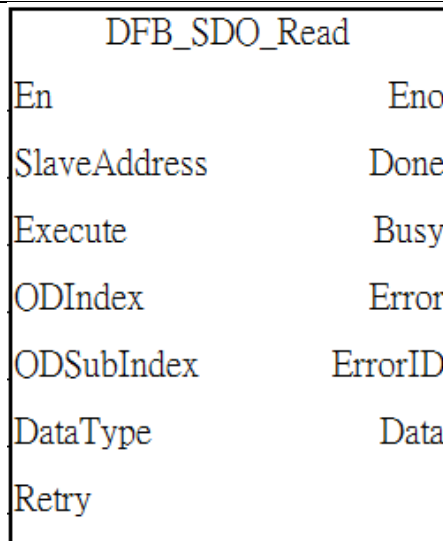 DFB_SDO_Read
En Eno
SlaveAddress Done
Execute Busy
ODIndex Error
ODSubIndex ErrorID
DataType Data
Retry